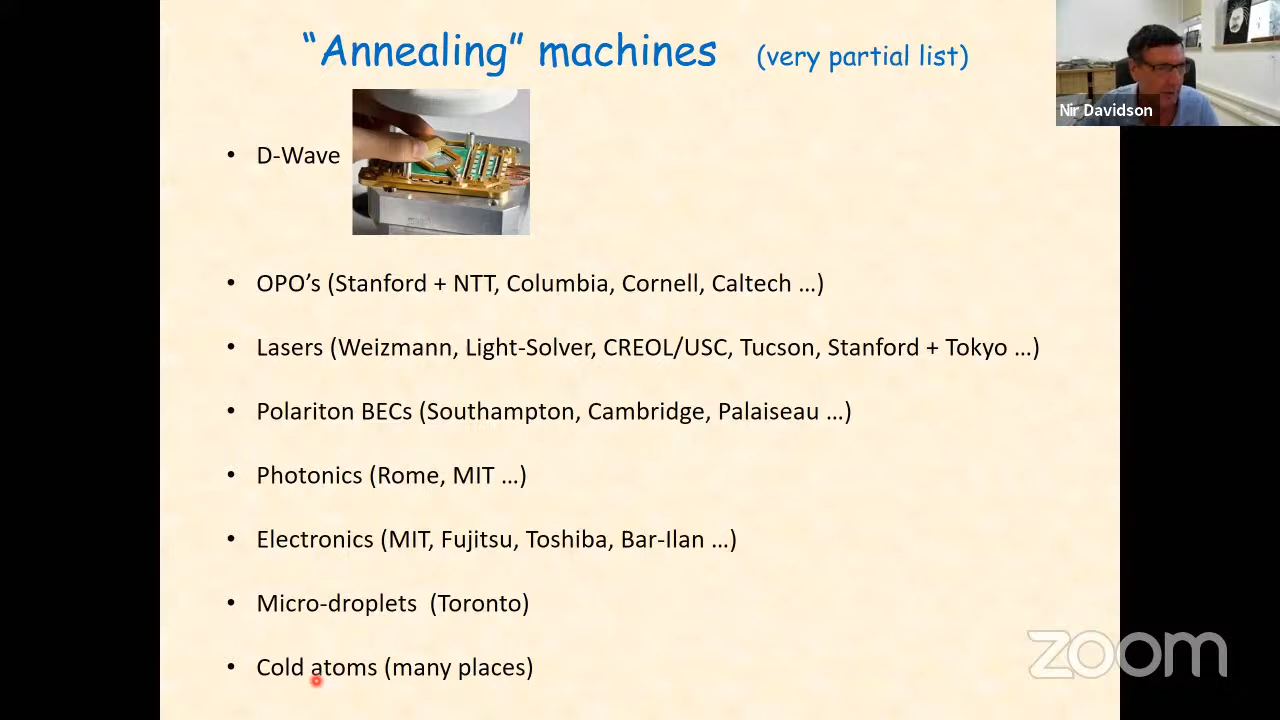 “Annealing” machines (very partial list)
Nir Davidson
• D-Wave
• OPO’s (Stanford + NTT, Columbia, Cornell, Caltech …)
• Lasers (Weizmann, Light-Solver, CREOL/USC, Tucson, Stanford + Tokyo …)
• Polariton BECs (Southampton, Cambridge, Palaiseau …)
• Photonics (Rome, MIT …)
• Electronics (MIT, Fujitsu, Toshiba, Bar-Ilan …)
• Micro-droplets (Toronto)
• Cold atoms (many places)
zoom